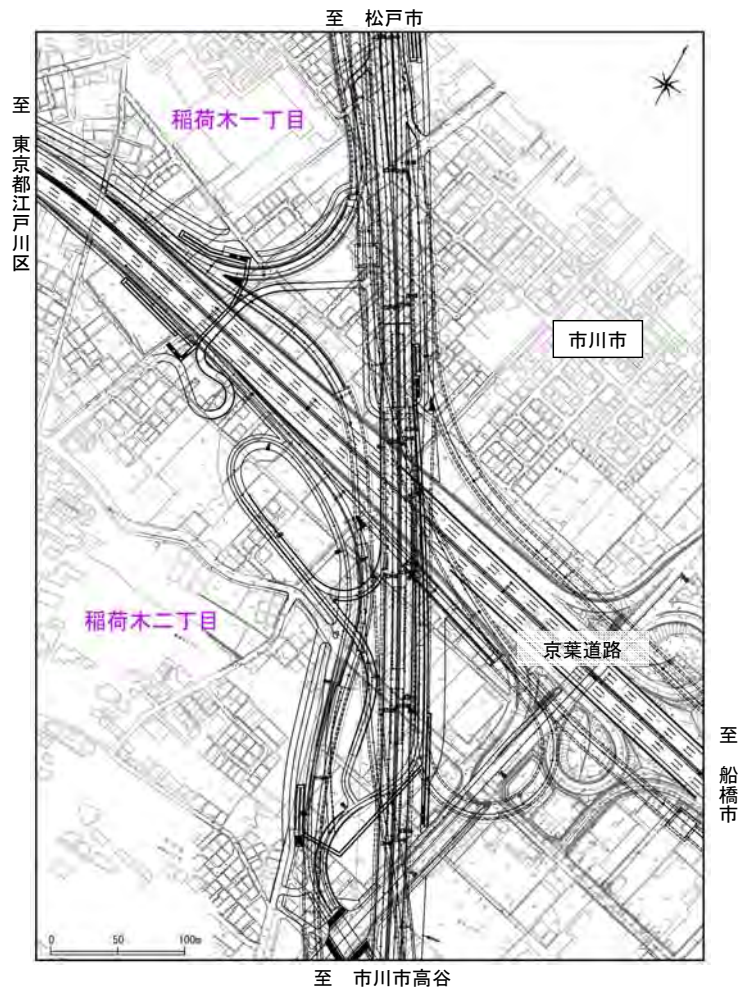 至 松戸市
稲荷木一丁目
至 東京都江戸川区
市川市
稲荷木二丁目
京葉道路
至 船橋市
0 50 100m
至 市川市高谷